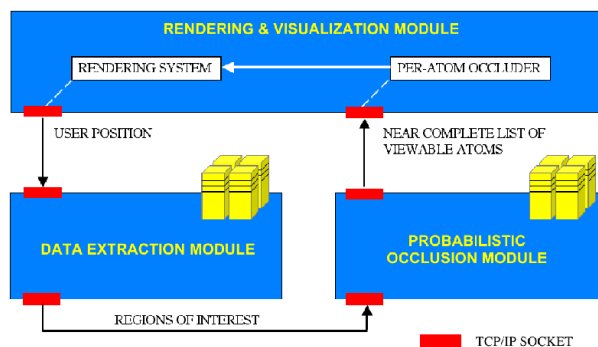 RENDERING & VISUALIZATION MODULE
RENDERING SYSTEM
PER-ATOM OCCLUDER
USER POSITION
NEAR COMPLETE LIST OF
VIEWABLE ATOMS
DATA EXTRACTION MODULE
PROBABILISTIC
OCCLUSION MODULE
REGIONS OF INTEREST
TCP/IP SOCKET